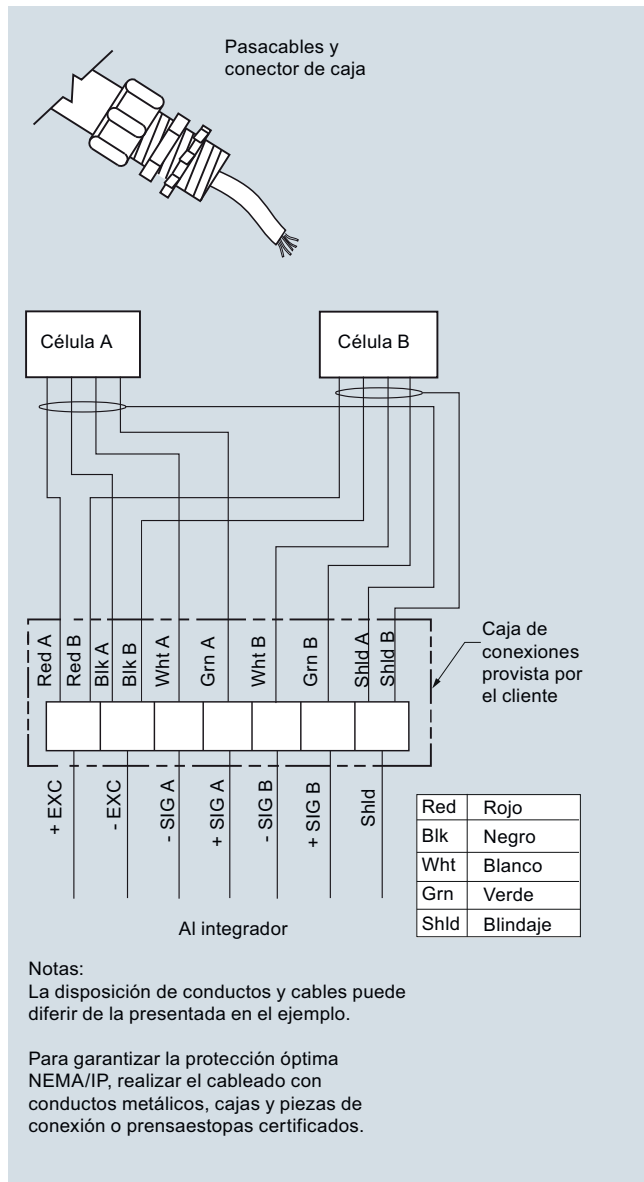 Pasacables y
conector de caja
Célula A
Célula B
Red A
Red B
Blk A
Blk B
Wht A
Grn A
Wht B
Grn B
Shld A
Shld B
Caja de
conexiones
provista por
el cliente
+ EXC
- EXC
- SIG A
+ SIG A
- SIG B
+ SIG B
Shld
Red Rojo
Blk Negro
Wht Blanco
Grn Verde
Shld Blindaje
Al integrador
Notas:
La disposición de conductos y cables puede
diferir de la presentada en el ejemplo.
Para garantizar la protección óptima
NEMA/IP, realizar el cableado con
conductos metálicos, cajas y piezas de
conexión o prensaestopas certificados.